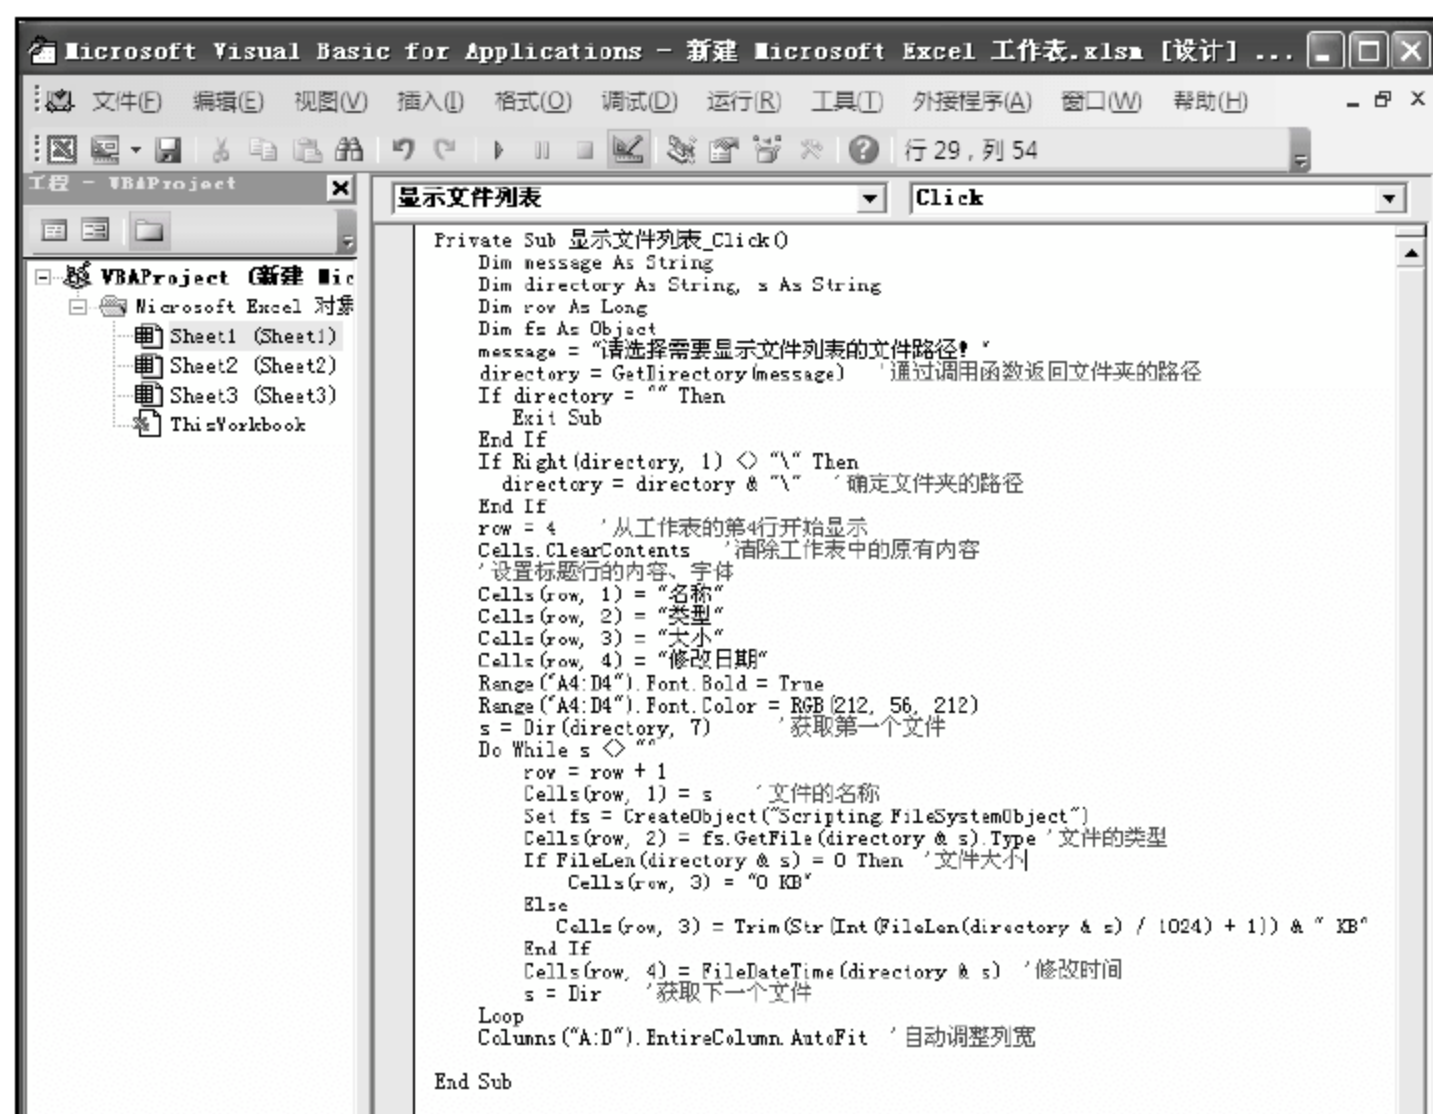 Microsoft Visual Basic for Applications - 新建 Microsoft Excel 工作表.xlsm [设计] ...
文件(F) 编辑(E) 视图(V) 插入(I) 格式(O) 调试(D) 运行(R) 工具(T) 外接程序(A) 窗口(W) 帮助(H)
行 29 , 列 54
工程 - VBAProject
显示文件列表 Click
VBAProject (新建 Mic
Microsoft Excel 对象
Sheet1 (Sheet1)
Sheet2 (Sheet2)
Sheet3 (Sheet3)
ThisWorkbook
Private Sub 显示文件列表_Click()
Dim message As String
Dim directory As String, s As String
Dim row As Long
Dim fs As Object
message = "请选择需要显示文件列表的文件路径! "
directory = GetDirectory(message) '通过调用函数返回文件夹的路径
If directory = "" Then
Exit Sub
End If
If Right(directory, 1) <> "\" Then
directory = directory & "\" '确定文件夹的路径
End If
row = 4 '从工作表的第4行开始显示
Cells.ClearContents '清除工作表中的原有内容
'设置标题行的内容、字体
Cells(row, 1) = "名称"
Cells(row, 2) = "类型"
Cells(row, 3) = "大小"
Cells(row, 4) = "修改日期"
Range("A4:D4").Font.Bold = True
Range("A4:D4").Font.Color = RGB(212, 56, 212)
s = Dir(directory, 7) '获取第一个文件
Do While s <> ""
row = row + 1
Cells(row, 1) = s '文件的名称
Set fs = CreateObject("Scripting.FileSystemObject")
Cells(row, 2) = fs.GetFile(directory & s).Type '文件的类型
If FileLen(directory & s) = 0 Then '文件大小
Cells(row, 3) = "0 KB"
Else
Cells(row, 3) = Trim(Str(Int(FileLen(directory & s) / 1024) + 1)) & " KB"
End If
Cells(row, 4) = FileDateTime(directory & s) '修改时间
s = Dir '获取下一个文件
Loop
Columns("A:D").EntireColumn.AutoFit '自动调整列宽
End Sub